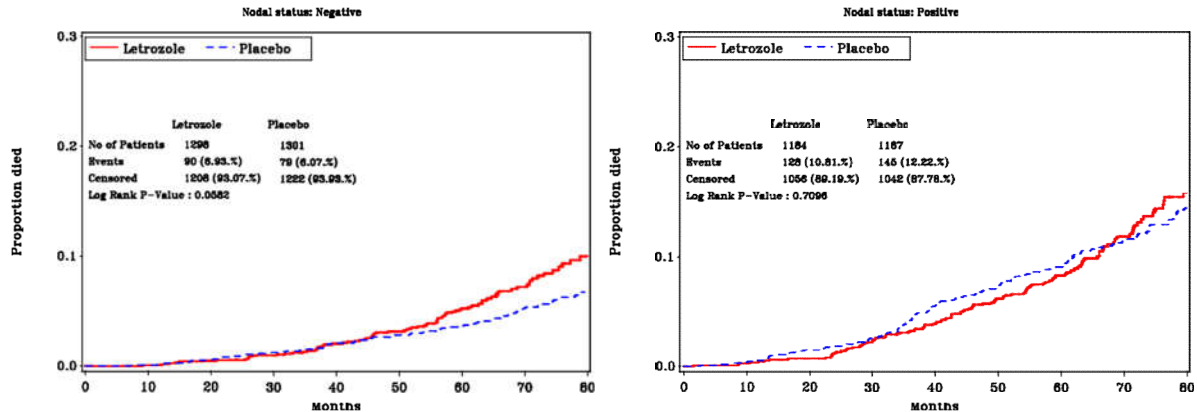 Nodal status: Negative
0.3
0.2
0.1
0.0
Proportion died
Letrozole Placebo
Letrozole Placebo
No of Patients 1298 1301
Events 90 (6.93.%) 79 (6.07.%)
Censored 1208 (93.07.%) 1222 (93.93.%)
Log Rank P-Value : 0.0582
0 10 20 30 40 50 60 70 80
Months
Nodal status: Positive
0.3
0.2
0.1
0.0
Proportion died
Letrozole Placebo
Letrozole Placebo
No of Patients 1184 1187
Events 128 (10.81.%) 145 (12.22.%)
Censored 1056 (89.19.%) 1042 (87.78.%)
Log Rank P-Value : 0.7096
0 10 20 30 40 50 60 70 80
Months